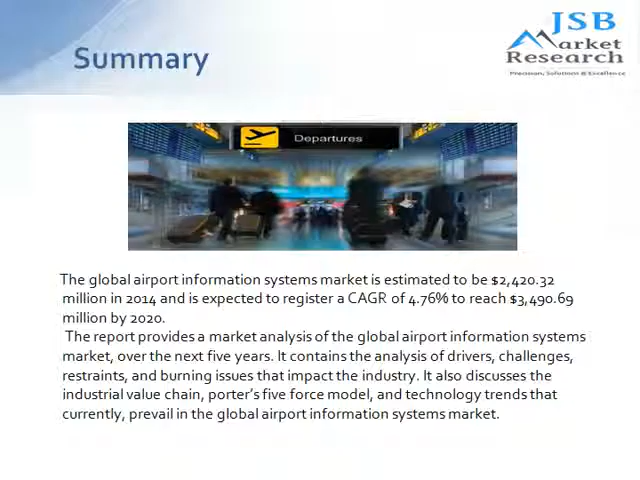 Summary
JSB
Market
Research
Precision, Solutions @ Excellence
Departures
The global airport information systems market is estimated to be $2,420.32
million in 2014 and is expected to register a CAGR of 4.76% to reach $3,490.69
million by 2020.
The report provides a market analysis of the global airport information systems
market, over the next five years. It contains the analysis of drivers, challenges,
restraints, and burning issues that impact the industry. It also discusses the
industrial value chain, porter’s five force model, and technology trends that
currently, prevail in the global airport information systems market.